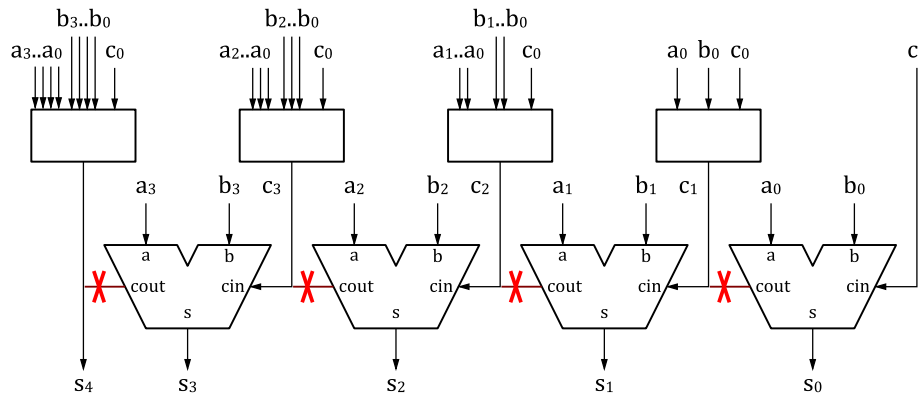 b₃..b₀ b₂..b₀ b₁..b₀
a₃..a₀ c₀ a₂..a₀ c₀ a₁..a₀ c₀ a₀ b₀ c₀ c
a₃ b₃ c₃ a₂ b₂ c₂ a₁ b₁ c₁ a₀ b₀
a b a b a b a b
cout cin cout cin cout cin cout cin
s s s s
s₄ s₃ s₂ s₁ s₀